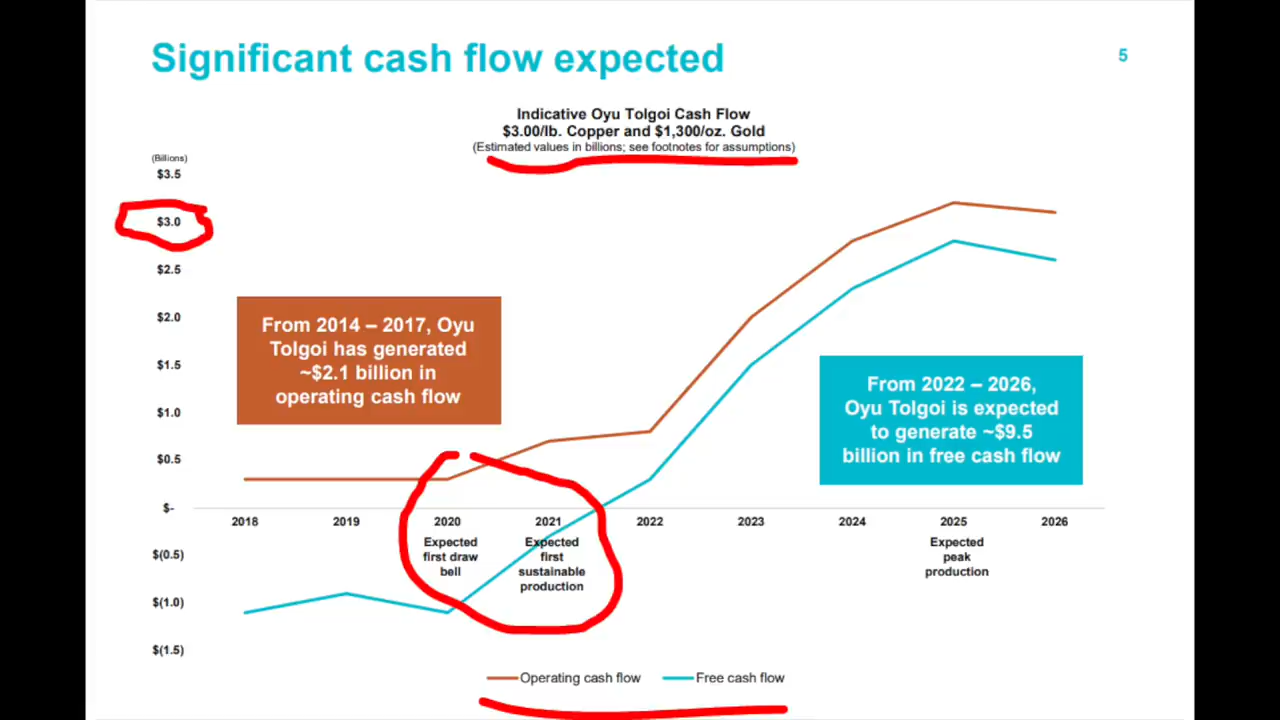 Significant cash flow expected
5
Indicative Oyu Tolgoi Cash Flow
$3.00/lb. Copper and $1,300/oz. Gold
(Estimated values in billions; see footnotes for assumptions)
(Billions)
$3.5
$3.0
$2.5
$2.0
$1.5
$1.0
$0.5
$-
$(0.5)
$(1.0)
$(1.5)
From 2014 – 2017, Oyu
Tolgoi has generated
~$2.1 billion in
operating cash flow
From 2022 – 2026,
Oyu Tolgoi is expected
to generate ~$9.5
billion in free cash flow
2018 2019 2020 2021 2022 2023 2024 2025 2026
Expected
first draw
bell
Expected
first
sustainable
production
Expected
peak
production
Operating cash flow Free cash flow